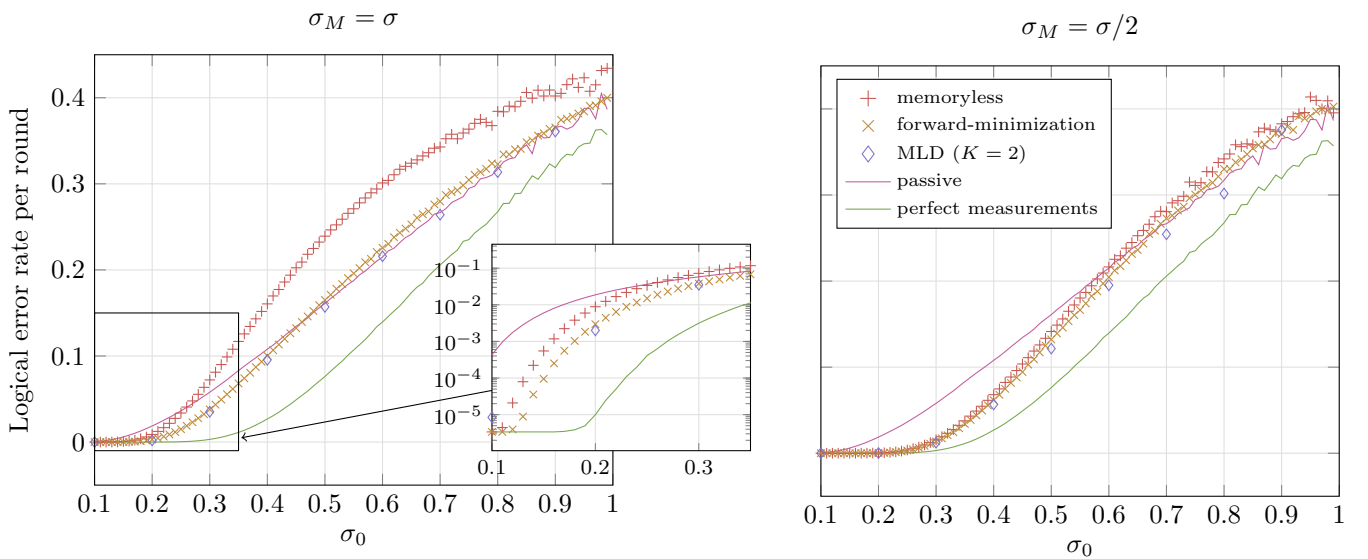 σ_M = σ
σ_M = σ/2
Logical error rate per round
0.4
0.3
0.2
0.1
0
0.1 0.2 0.3 0.4 0.5 0.6 0.7 0.8 0.9 1
σ_0
10^{-1}
10^{-2}
10^{-3}
10^{-4}
10^{-5}
0.1 0.2 0.3
memoryless
forward-minimization
MLD (K = 2)
passive
perfect measurements
0.1 0.2 0.3 0.4 0.5 0.6 0.7 0.8 0.9 1
σ_0